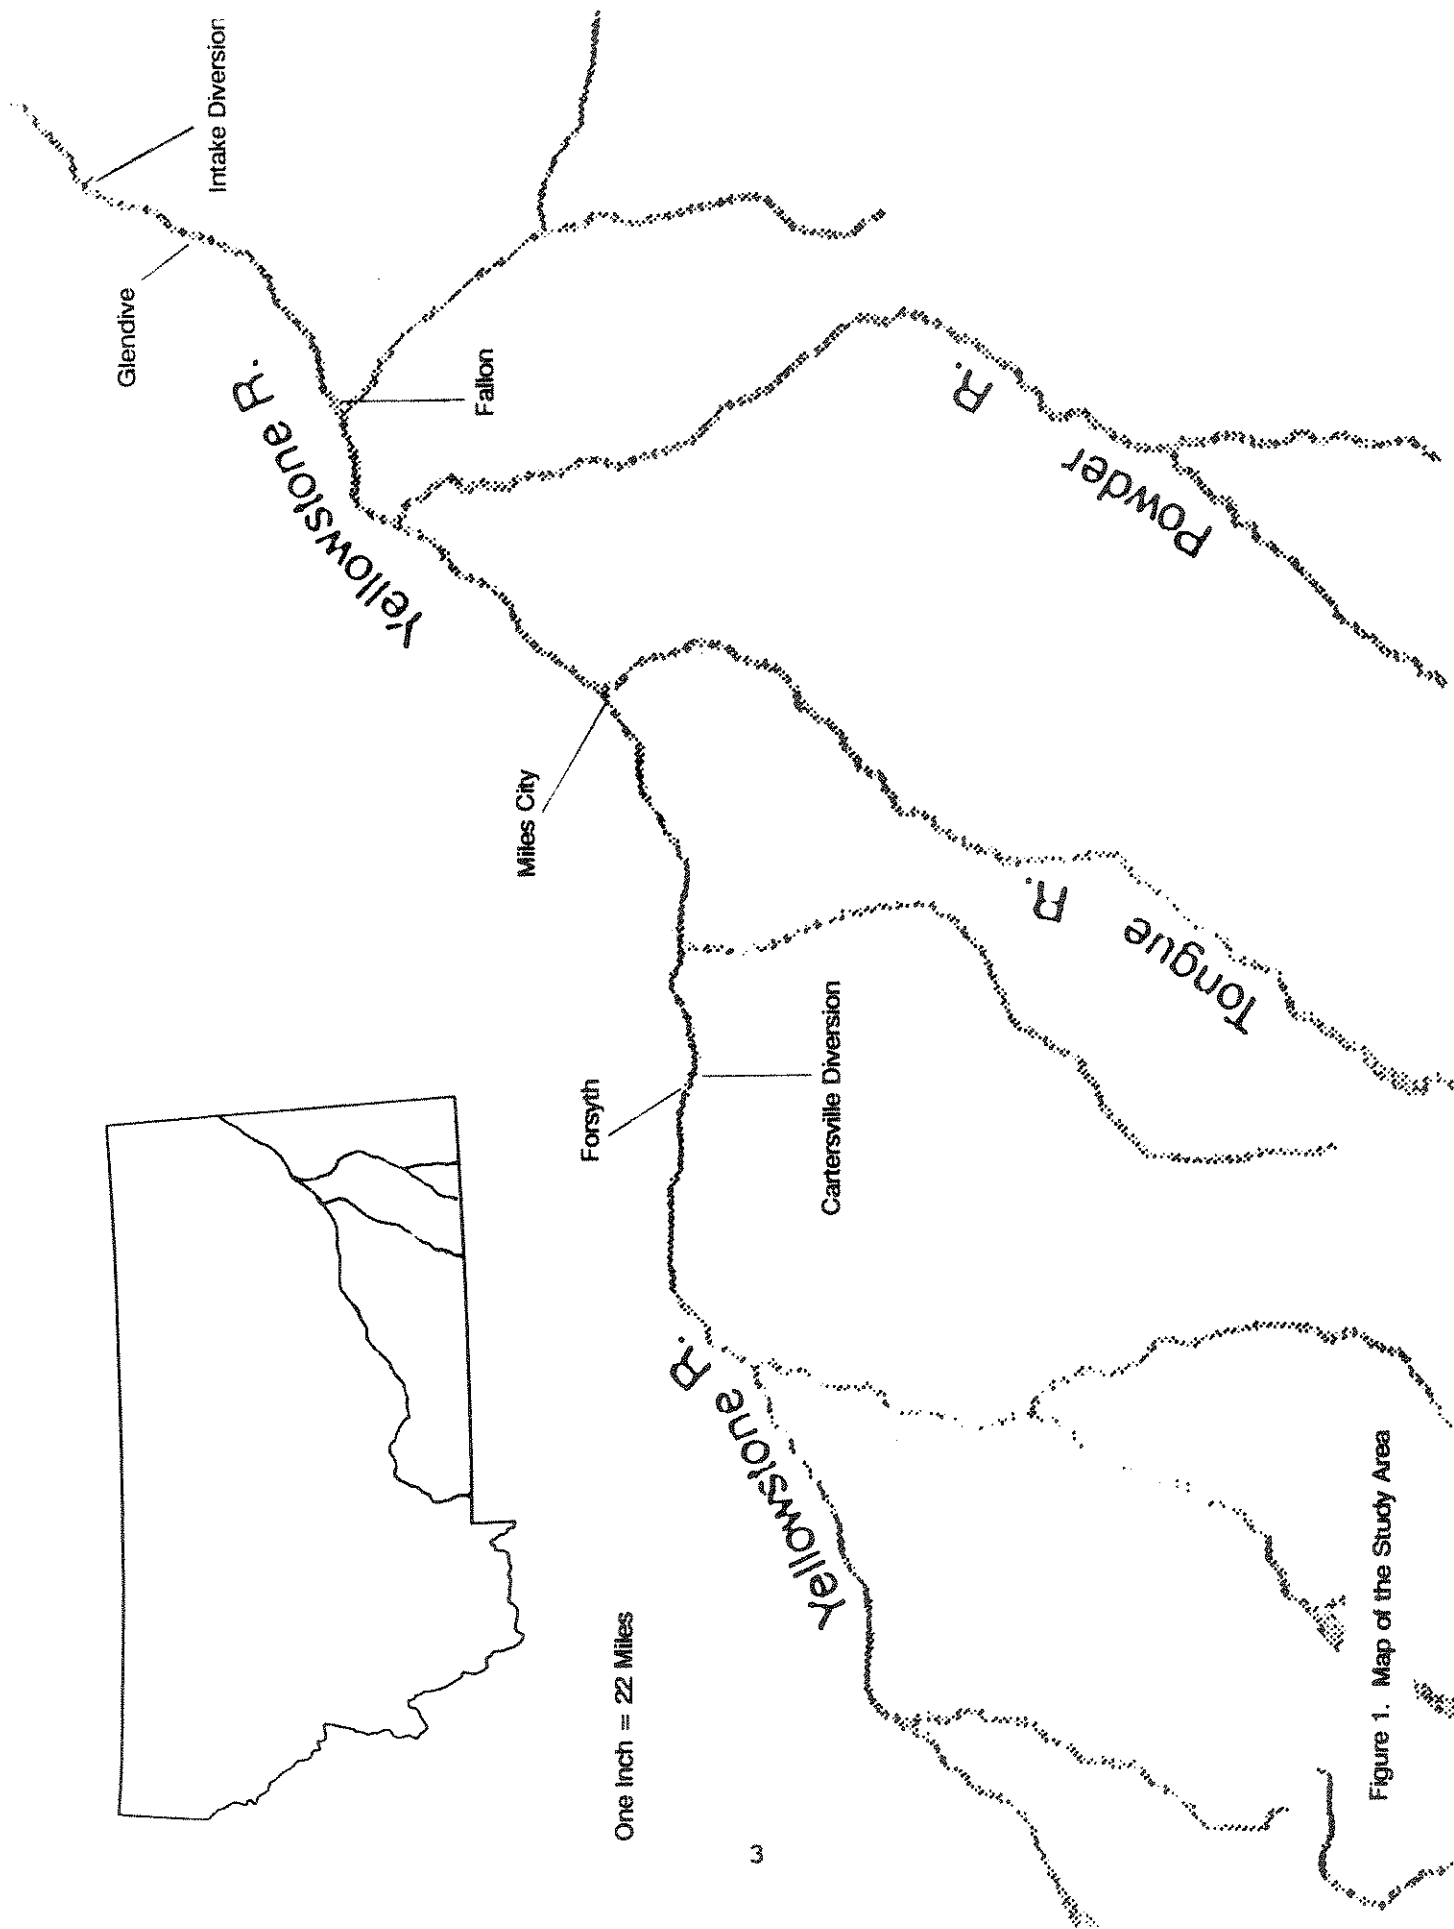 Intake Diversion
Glendive
Yellowstone R.
Fallon
Powder R.
Miles City
Tongue R.
Forsyth
Cartersville Diversion
Yellowstone R.
One Inch = 22 Miles
Figure 1. Map of the Study Area
3